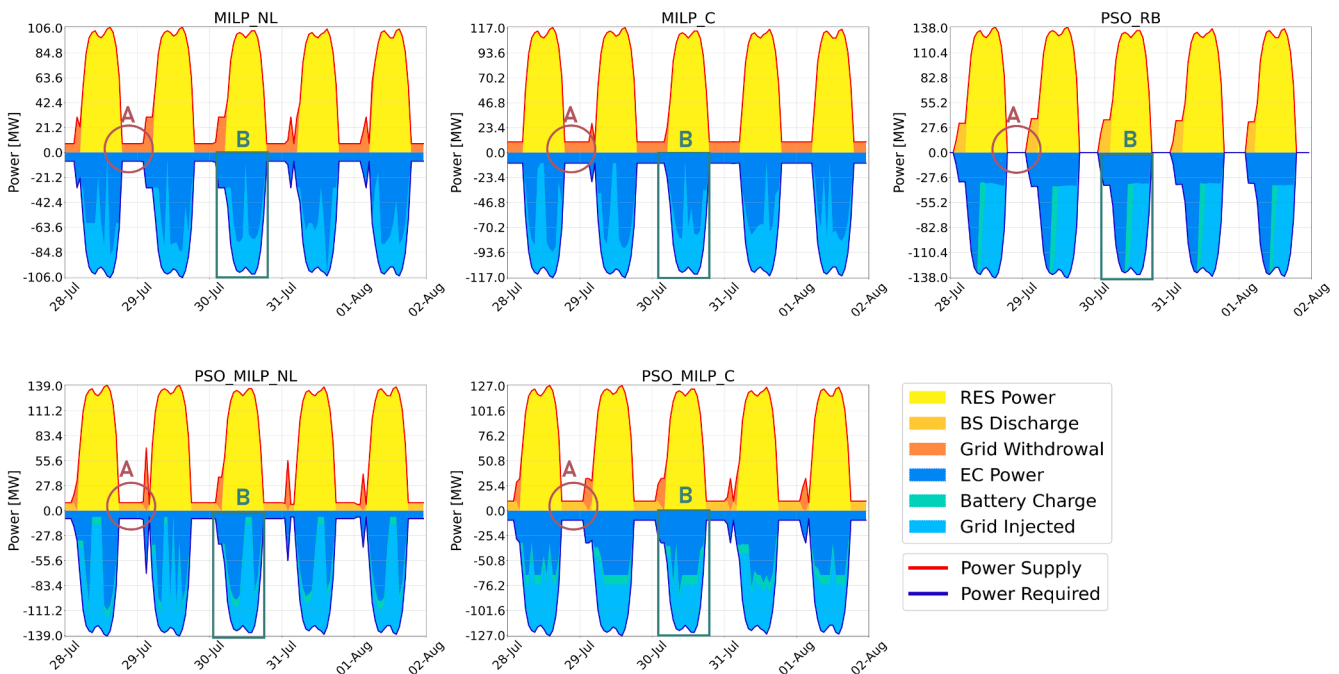 MILP_NL
Power [MW]
106.0
84.8
63.6
42.4
21.2
0.0
-21.2
-42.4
-63.6
-84.8
-106.0
A
B
28-Jul
29-Jul
30-Jul
31-Jul
01-Aug
02-Aug
MILP_C
Power [MW]
117.0
93.6
70.2
46.8
23.4
0.0
-23.4
-46.8
-70.2
-93.6
-117.0
A
B
28-Jul
29-Jul
30-Jul
31-Jul
01-Aug
02-Aug
PSO_RB
Power [MW]
138.0
110.4
82.8
55.2
27.6
0.0
-27.6
-55.2
-82.8
-110.4
-138.0
A
B
28-Jul
29-Jul
30-Jul
31-Jul
01-Aug
02-Aug
PSO_MILP_NL
Power [MW]
139.0
111.2
83.4
55.6
27.8
0.0
-27.8
-55.6
-83.4
-111.2
-139.0
A
B
28-Jul
29-Jul
30-Jul
31-Jul
01-Aug
02-Aug
PSO_MILP_C
Power [MW]
127.0
101.6
76.2
50.8
25.4
0.0
-25.4
-50.8
-76.2
-101.6
-127.0
A
B
28-Jul
29-Jul
30-Jul
31-Jul
01-Aug
02-Aug
RES Power
BS Discharge
Grid Withdrawal
EC Power
Battery Charge
Grid Injected
Power Supply
Power Required